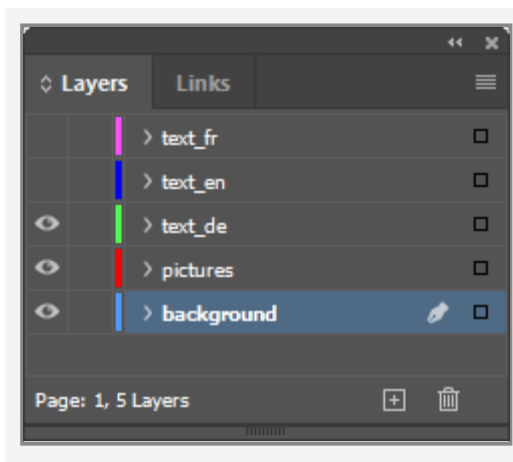 Layers Links
text_fr
text_en
text_de
pictures
background
Page: 1, 5 Layers